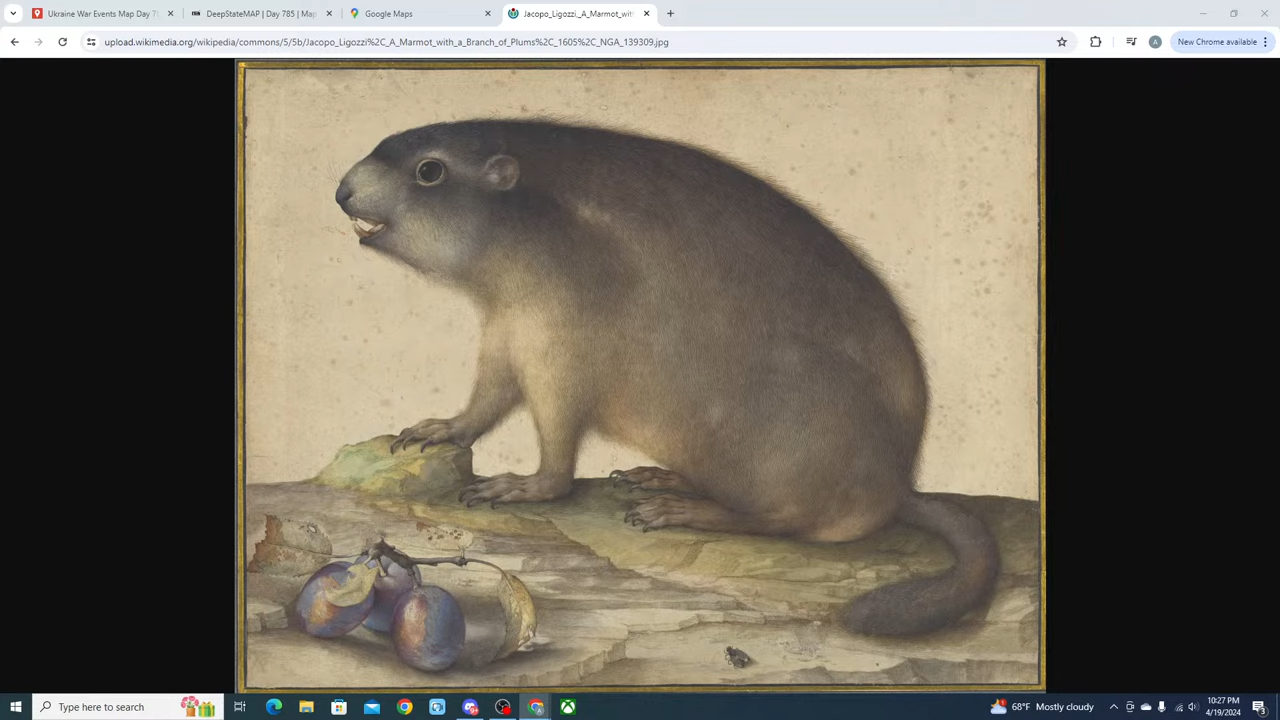 Ukraine War Events Map Day 7
DeepStateMAP | Day 785 | Map
Google Maps
Jacopo_Ligozzi,_A_Marmot_with
upload.wikimedia.org/wikipedia/commons/5/5b/Jacopo_Ligozzi%2C_A_Marmot_with_a_Branch_of_Plums%2C_1605%2C_NGA_139309.jpg
A
New Chrome available
Type here to search
68°F Mostly cloudy
10:27 PM
4/19/2024